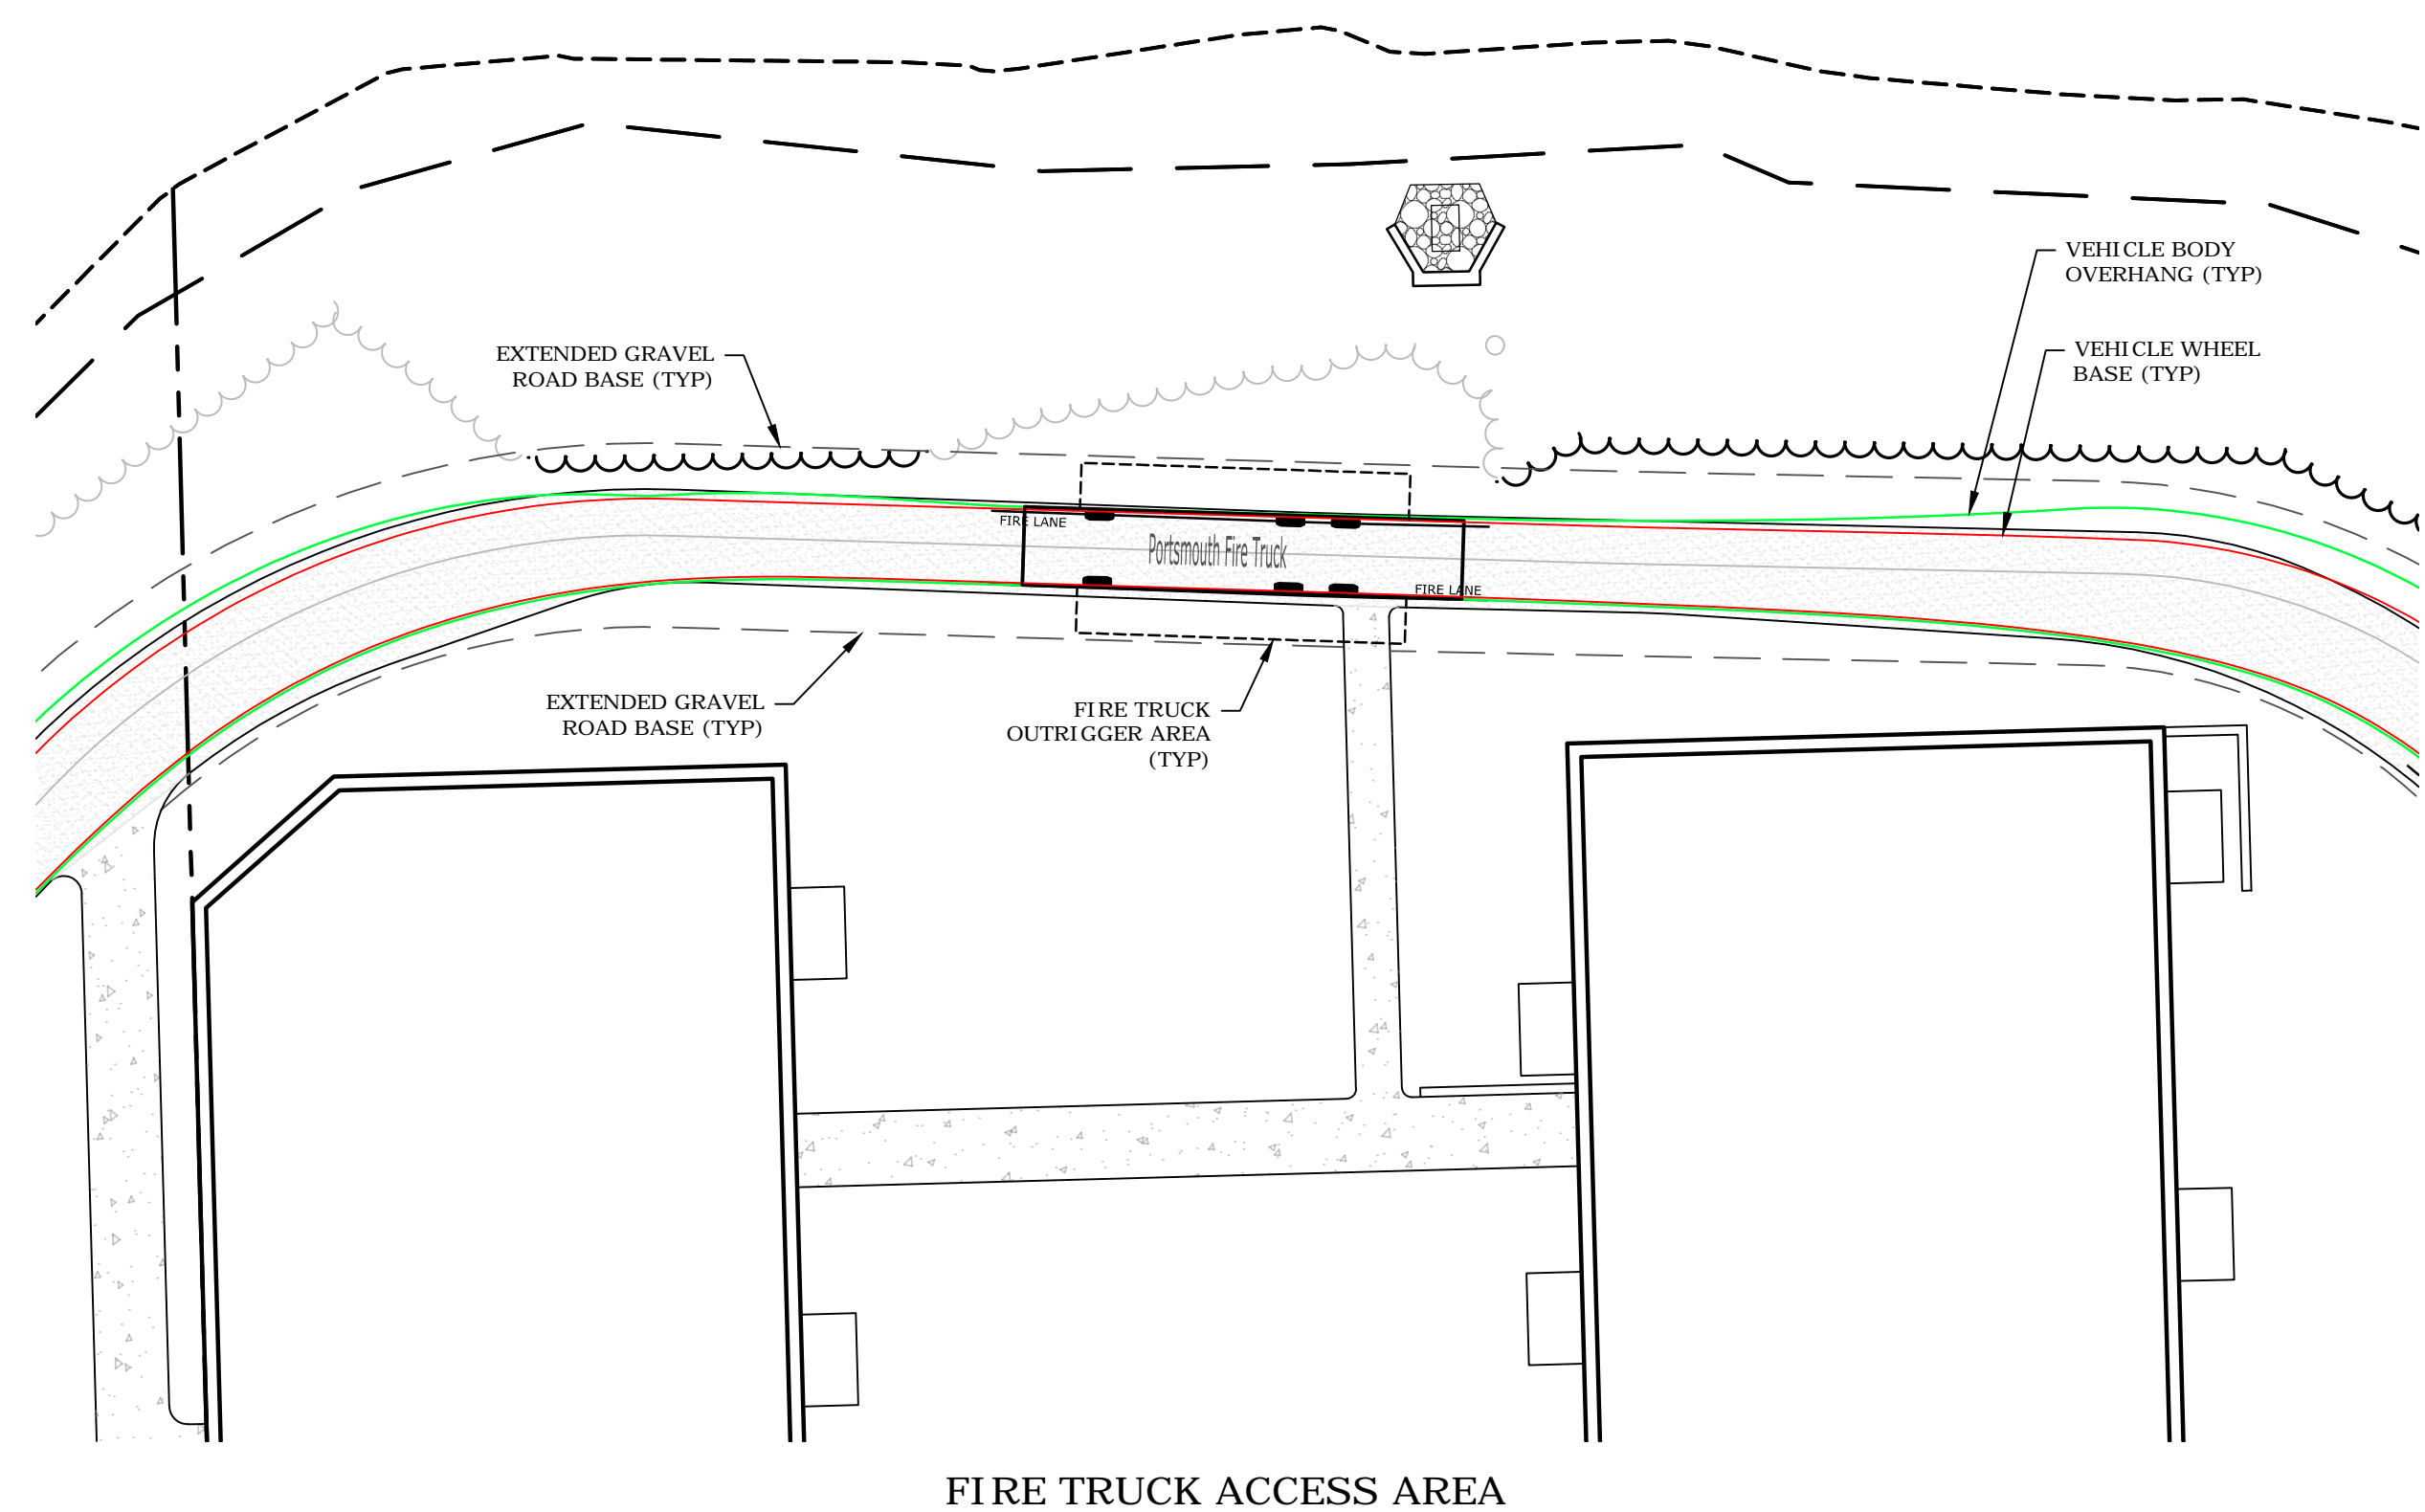 VEHICLE BODY
OVERHANG (TYP)
VEHICLE WHEEL
BASE (TYP)
EXTENDED GRAVEL
ROAD BASE (TYP)
FIRE LANE
Portsmouth Fire Truck
FIRE LANE
EXTENDED GRAVEL
ROAD BASE (TYP)
FIRE TRUCK
OUTRIGGER AREA
(TYP)
FIRE TRUCK ACCESS AREA